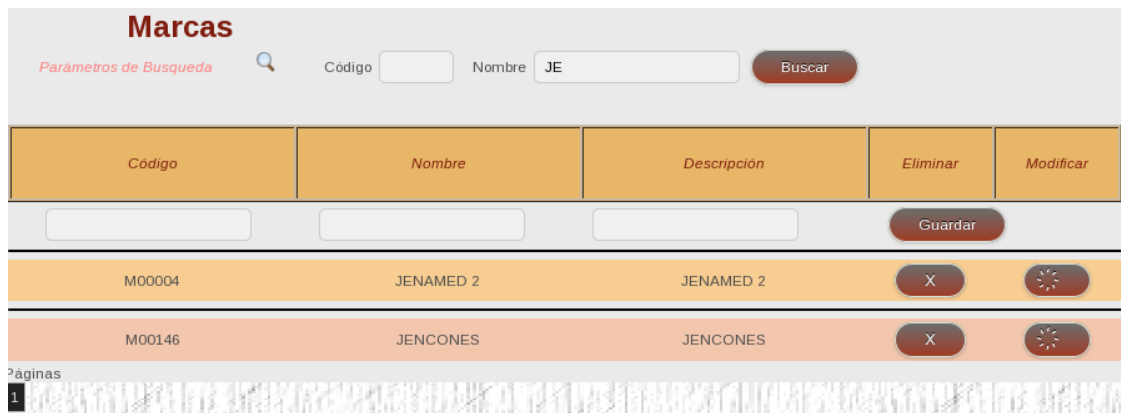 Marcas
Parámetros de Busqueda Código Nombre JE Buscar
Código Nombre Descripción Eliminar Modificar
Guardar
M00004 JENAMED 2 JENAMED 2 X
M00146 JENCONES JENCONES X
Páginas
1